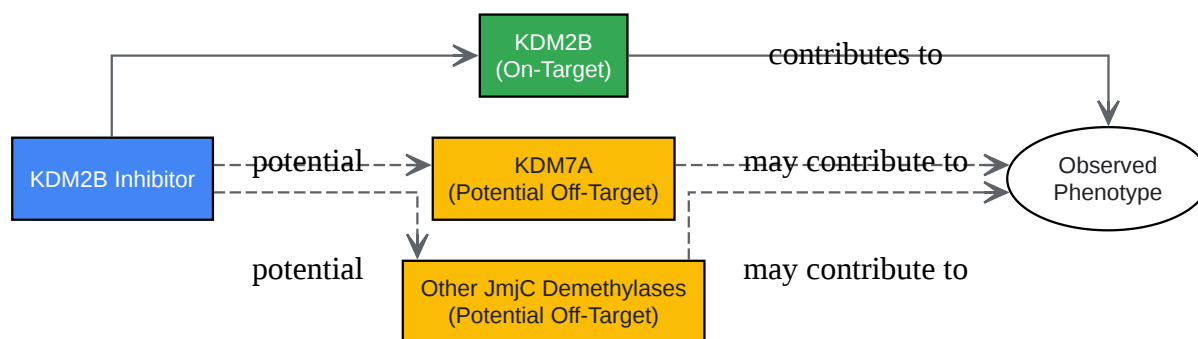 KDM2B
(On-Target)
contributes to
KDM2B Inhibitor
potential
KDM7A
(Potential Off-Target)
may contribute to
Observed
Phenotype
potential
Other JmjC Demethylases
(Potential Off-Target)
may contribute to